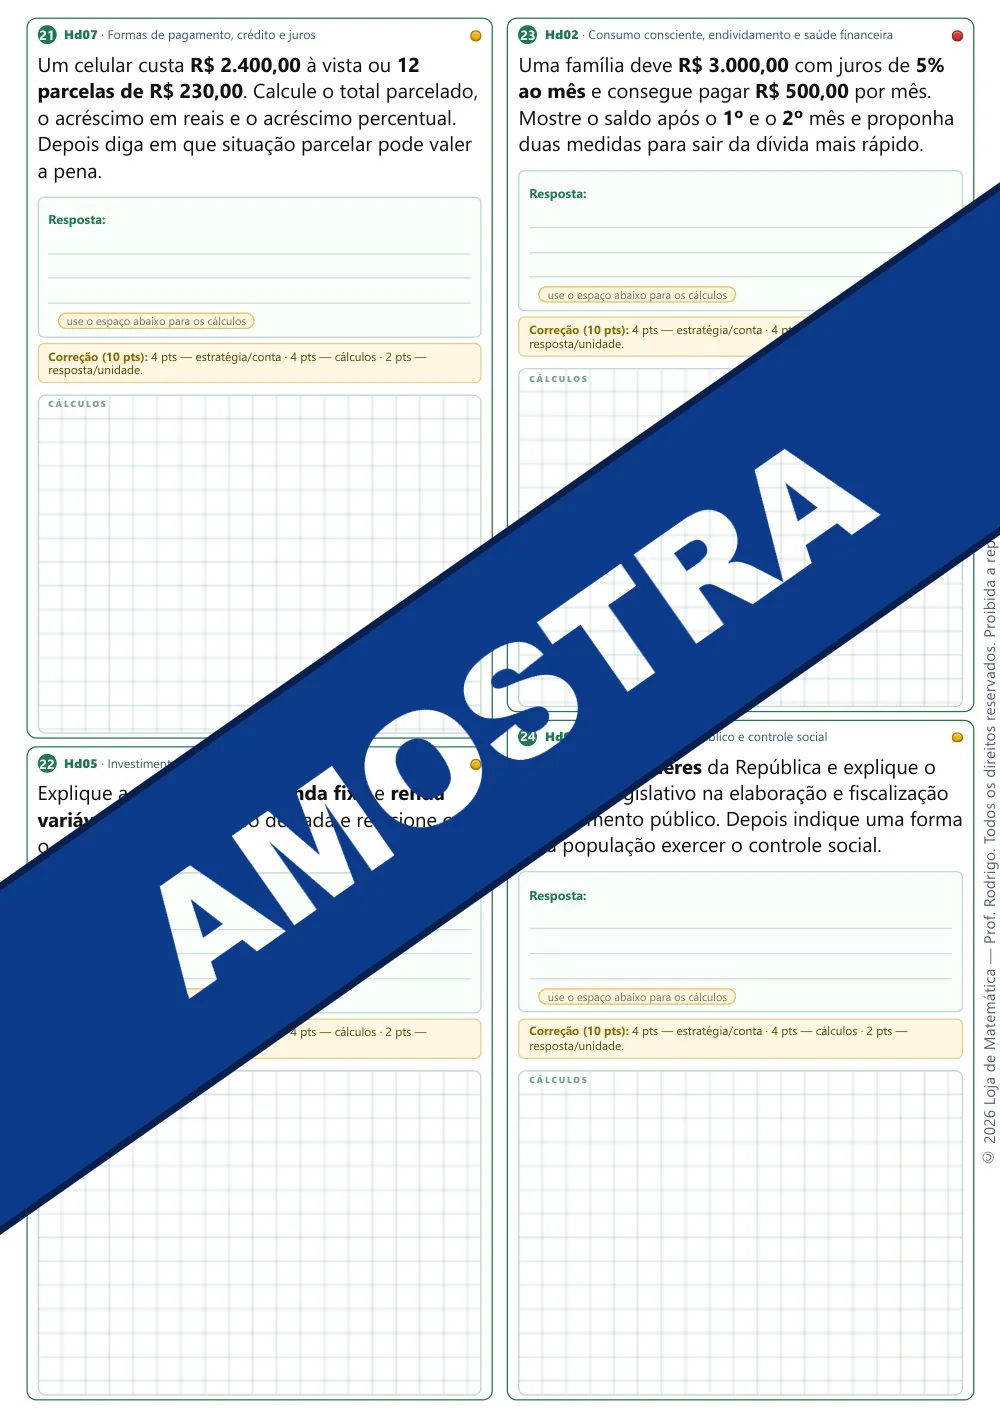 21 Hd07 · Formas de pagamento, crédito e juros
Um celular custa R$ 2.400,00 à vista ou 12
parcelas de R$ 230,00. Calcule o total parcelado,
o acréscimo em reais e o acréscimo percentual.
Depois diga em que situação parcelar pode valer
a pena.
Resposta:
use o espaço abaixo para os cálculos
Correção (10 pts): 4 pts — estratégia/conta · 4 pts — cálculos · 2 pts —
resposta/unidade.
CÁLCULOS
22 Hd05 · 
Explique e
e
o
4 pts — cálculos · 2 pts —
23 Hd02 · Consumo consciente, endividamento e saúde financeira
Uma família deve R$ 3.000,00 com juros de 5%
ao mês e consegue pagar R$ 500,00 por mês.
Mostre o saldo após o 1º e o 2º mês e proponha
duas medidas para sair da dívida mais rápido.
Resposta:
use o espaço abaixo para os cálculos
Correção (10 pts): 4 pts — estratégia/conta · 4
resposta/unidade.
CÁLCULOS
24 e controle social
da República e explique o
na elaboração e fiscalização
público. Depois indique uma forma
população exercer o controle social.
Resposta:
use o espaço abaixo para os cálculos
Correção (10 pts): 4 pts — estratégia/conta · 4 pts — cálculos · 2 pts —
resposta/unidade.
CÁLCULOS
AMOSTRA
© 2026 Loja de Matemática — Prof. Rodrigo. Todos os direitos reservados. Proibida a